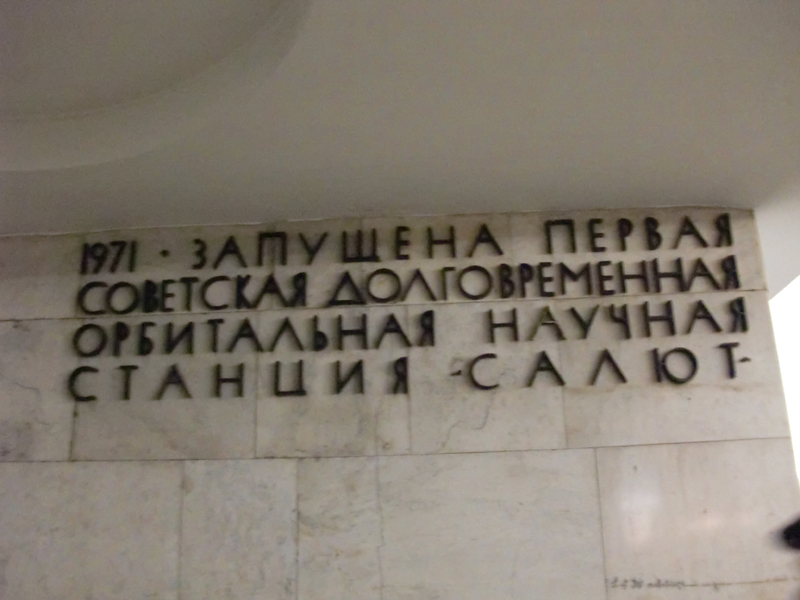 1971 · ЗАПУЩЕНА ПЕРВАЯ
СОВЕТСКАЯ ДОЛГОВРЕМЕННАЯ
ОРБИТАЛЬНАЯ НАУЧНАЯ
СТАНЦИЯ -САЛЮТ-